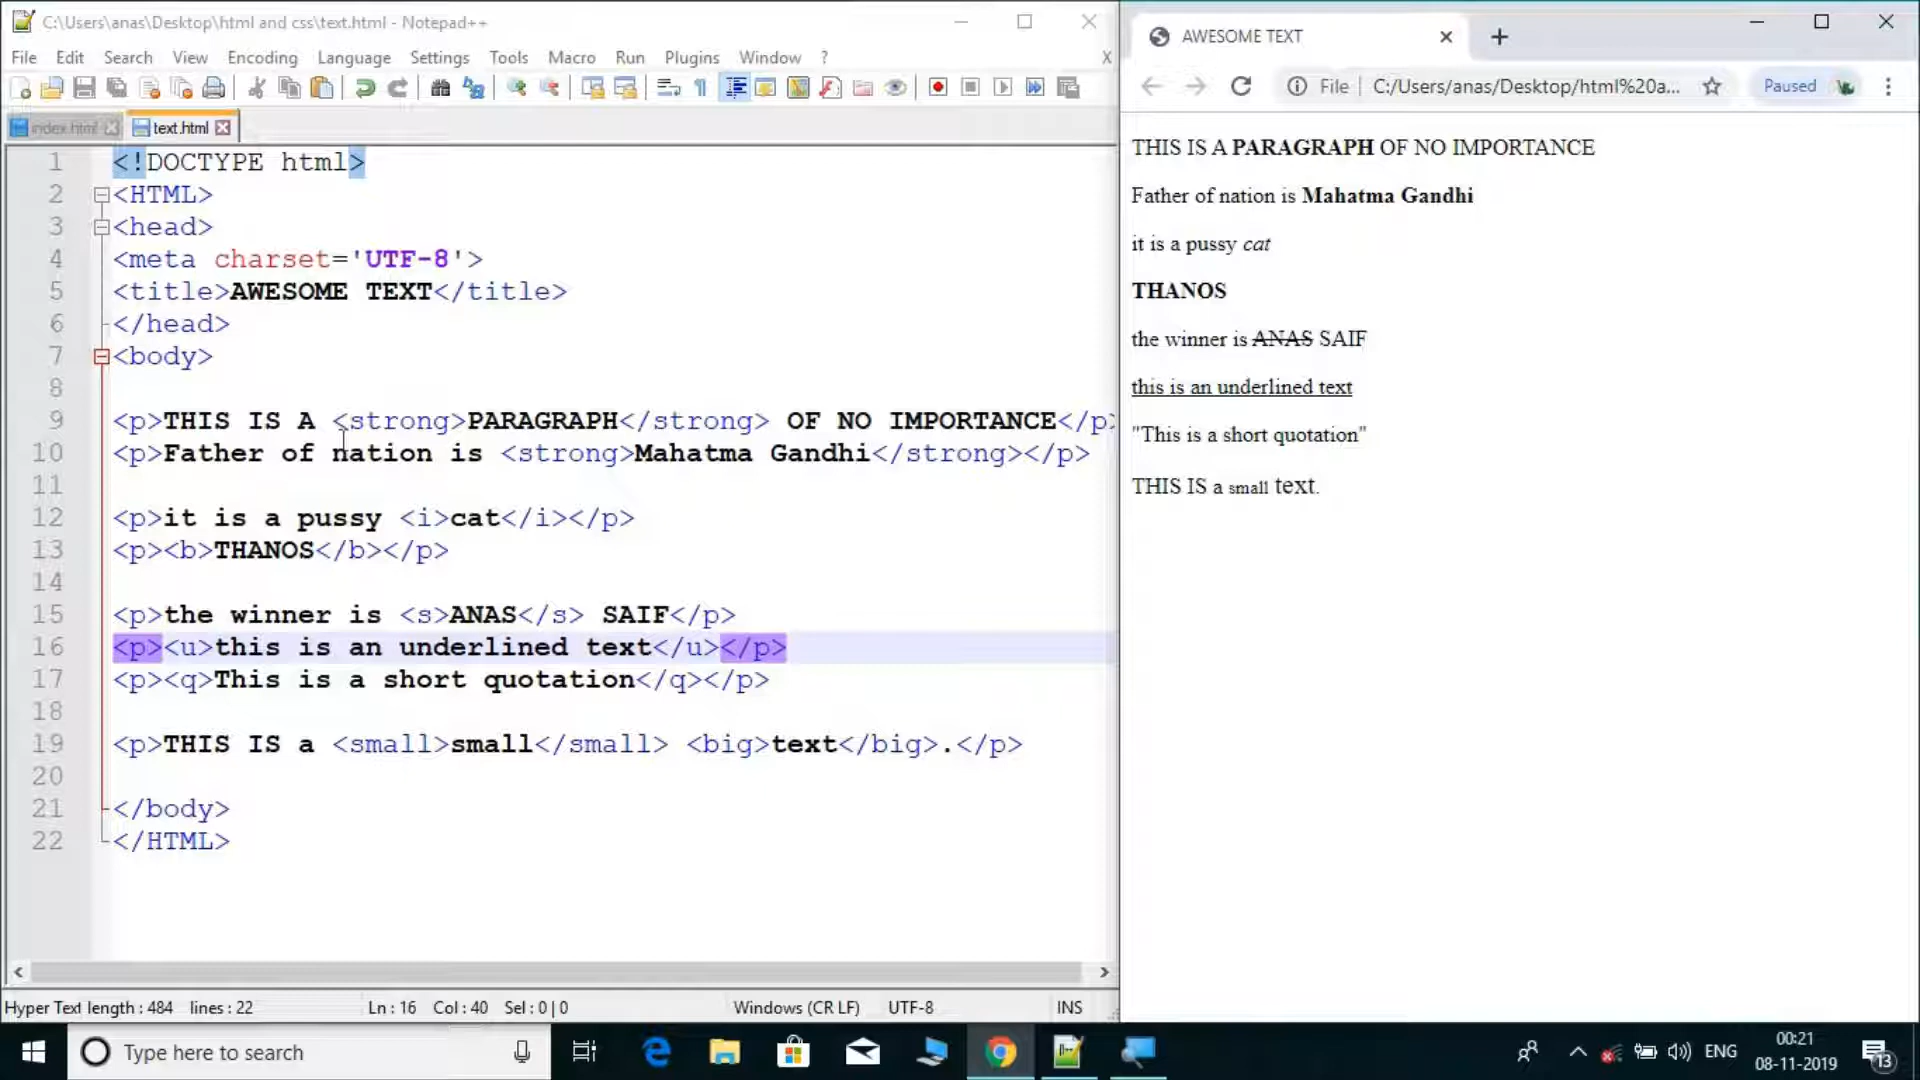 C:\Users\anas\Desktop\html and css\text.html - Notepad++
File Edit Search View Encoding Language Settings Tools Macro Run Plugins Window ? X
index.html text.html
1 <!DOCTYPE html>
2 <HTML>
3 <head>
4 <meta charset='UTF-8'>
5 <title>AWESOME TEXT</title>
6 </head>
7 <body>
8
9 <p>THIS IS A <strong>PARAGRAPH</strong> OF NO IMPORTANCE</p>
10 <p>Father of nation is <strong>Mahatma Gandhi</strong></p>
11
12 <p>it is a pussy <i>cat</i></p>
13 <p><b>THANOS</b></p>
14
15 <p>the winner is <s>ANAS</s> SAIF</p>
16 <p><u>this is an underlined text</u></p>
17 <p><q>This is a short quotation</q></p>
18
19 <p>THIS IS a <small>small</small> <big>text</big>.</p>
20
21 </body>
22 </HTML>
Hyper Text length : 484 lines : 22 Ln : 16 Col : 40 Sel : 0 | 0 Windows (CR LF) UTF-8 INS
AWESOME TEXT
File C:/Users/anas/Desktop/html%20a... Paused
THIS IS A PARAGRAPH OF NO IMPORTANCE
Father of nation is Mahatma Gandhi
it is a pussy cat
THANOS
the winner is ANAS SAIF
this is an underlined text
"This is a short quotation"
THIS IS a small text.
Type here to search
ENG
00:21
08-11-2019
13